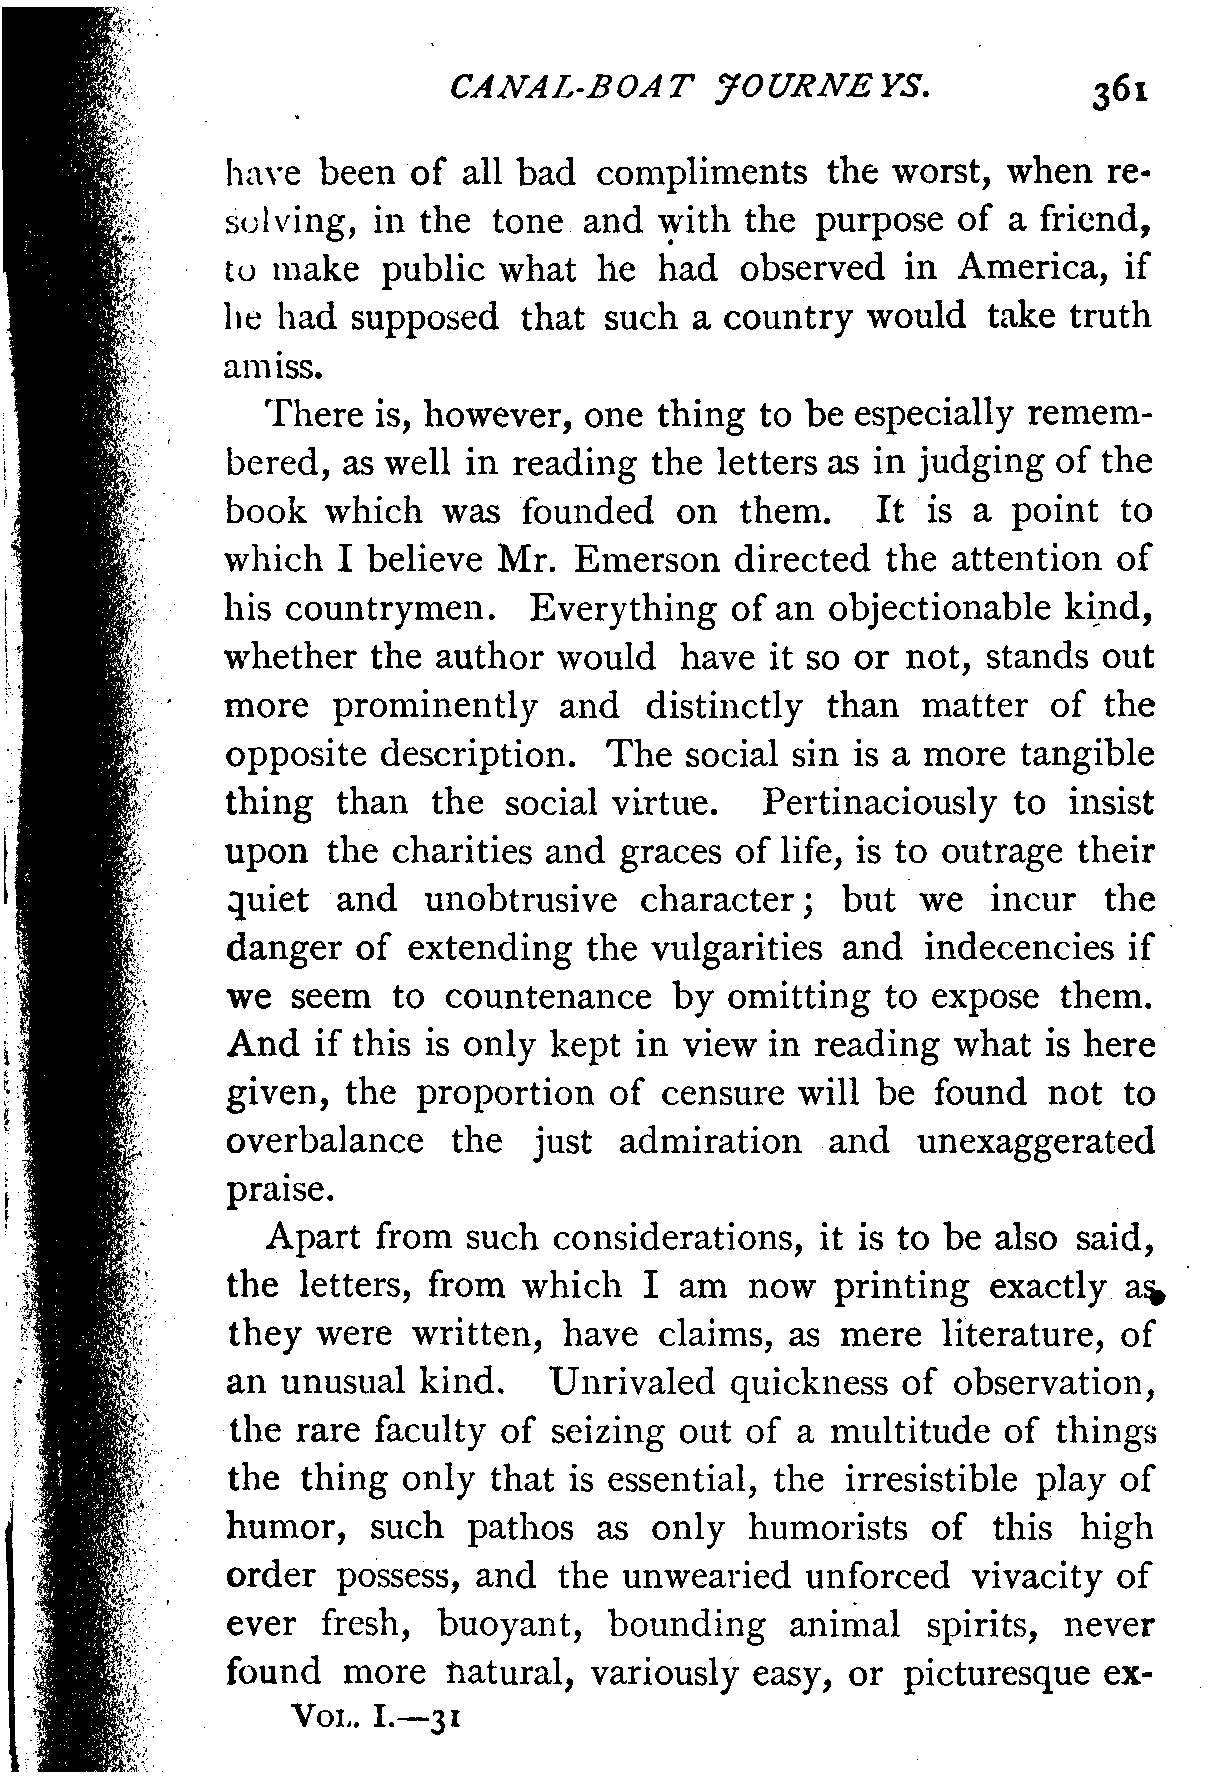 CANAL-BOAT JOURNEYS. 361
have been of all bad compliments the worst, when re-
solving, in the tone and with the purpose of a friend,
to make public what he had observed in America, if
he had supposed that such a country would take truth
amiss.
There is, however, one thing to be especially remem-
bered, as well in reading the letters as in judging of the
book which was founded on them. It is a point to
which I believe Mr. Emerson directed the attention of
his countrymen. Everything of an objectionable kind,
whether the author would have it so or not, stands out
more prominently and distinctly than matter of the
opposite description. The social sin is a more tangible
thing than the social virtue. Pertinaciously to insist
upon the charities and graces of life, is to outrage their
quiet and unobtrusive character; but we incur the
danger of extending the vulgarities and indecencies if
we seem to countenance by omitting to expose them.
And if this is only kept in view in reading what is here
given, the proportion of censure will be found not to
overbalance the just admiration and unexaggerated
praise.
Apart from such considerations, it is to be also said,
the letters, from which I am now printing exactly as
they were written, have claims, as mere literature, of
an unusual kind. Unrivaled quickness of observation,
the rare faculty of seizing out of a multitude of things
the thing only that is essential, the irresistible play of
humor, such pathos as only humorists of this high
order possess, and the unwearied unforced vivacity of
ever fresh, buoyant, bounding animal spirits, never
found more natural, variously easy, or picturesque ex-
VOL. I.—31